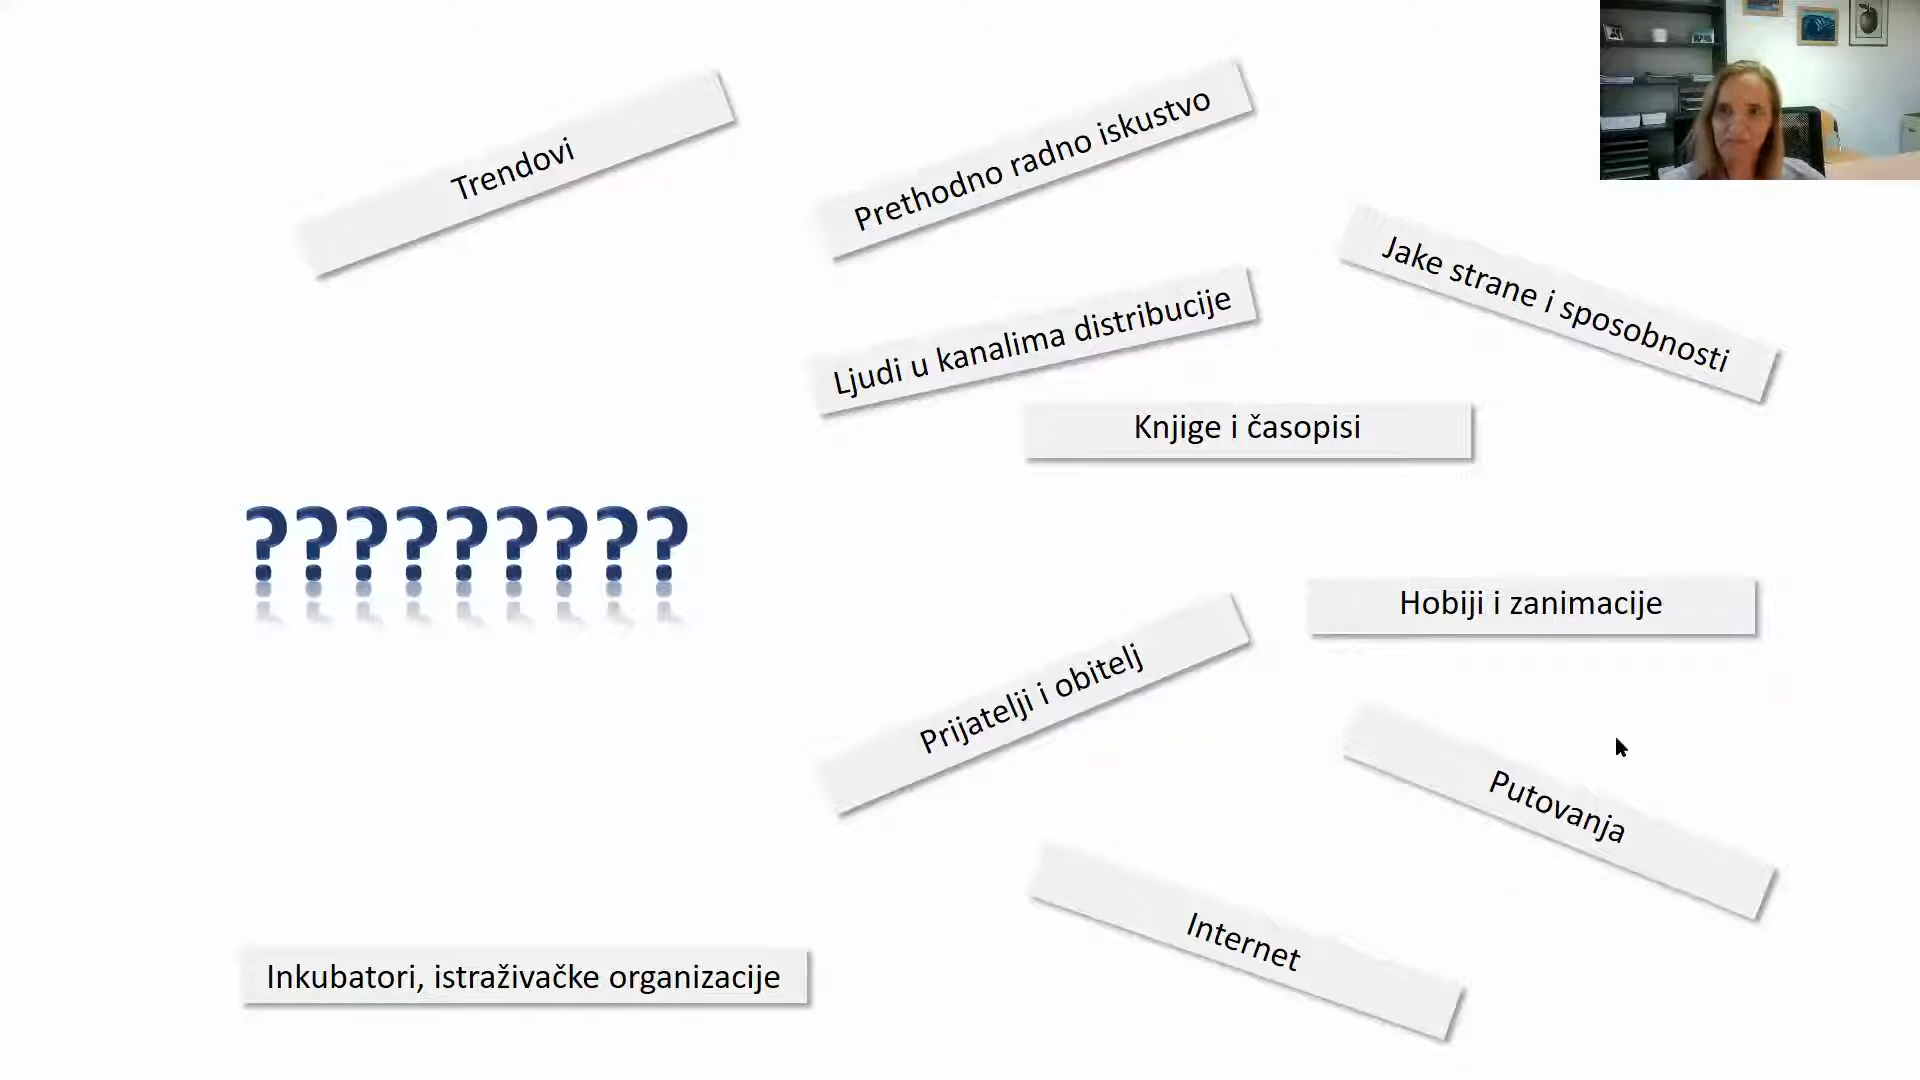 Trendovi
Prethodno radno iskustvo
Jake strane i sposobnosti
Ljudi u kanalima distribucije
Knjige i časopisi
?????????
Hobiji i zanimacije
Prijatelji i obitelj
Putovanja
Internet
Inkubatori, istraživačke organizacije